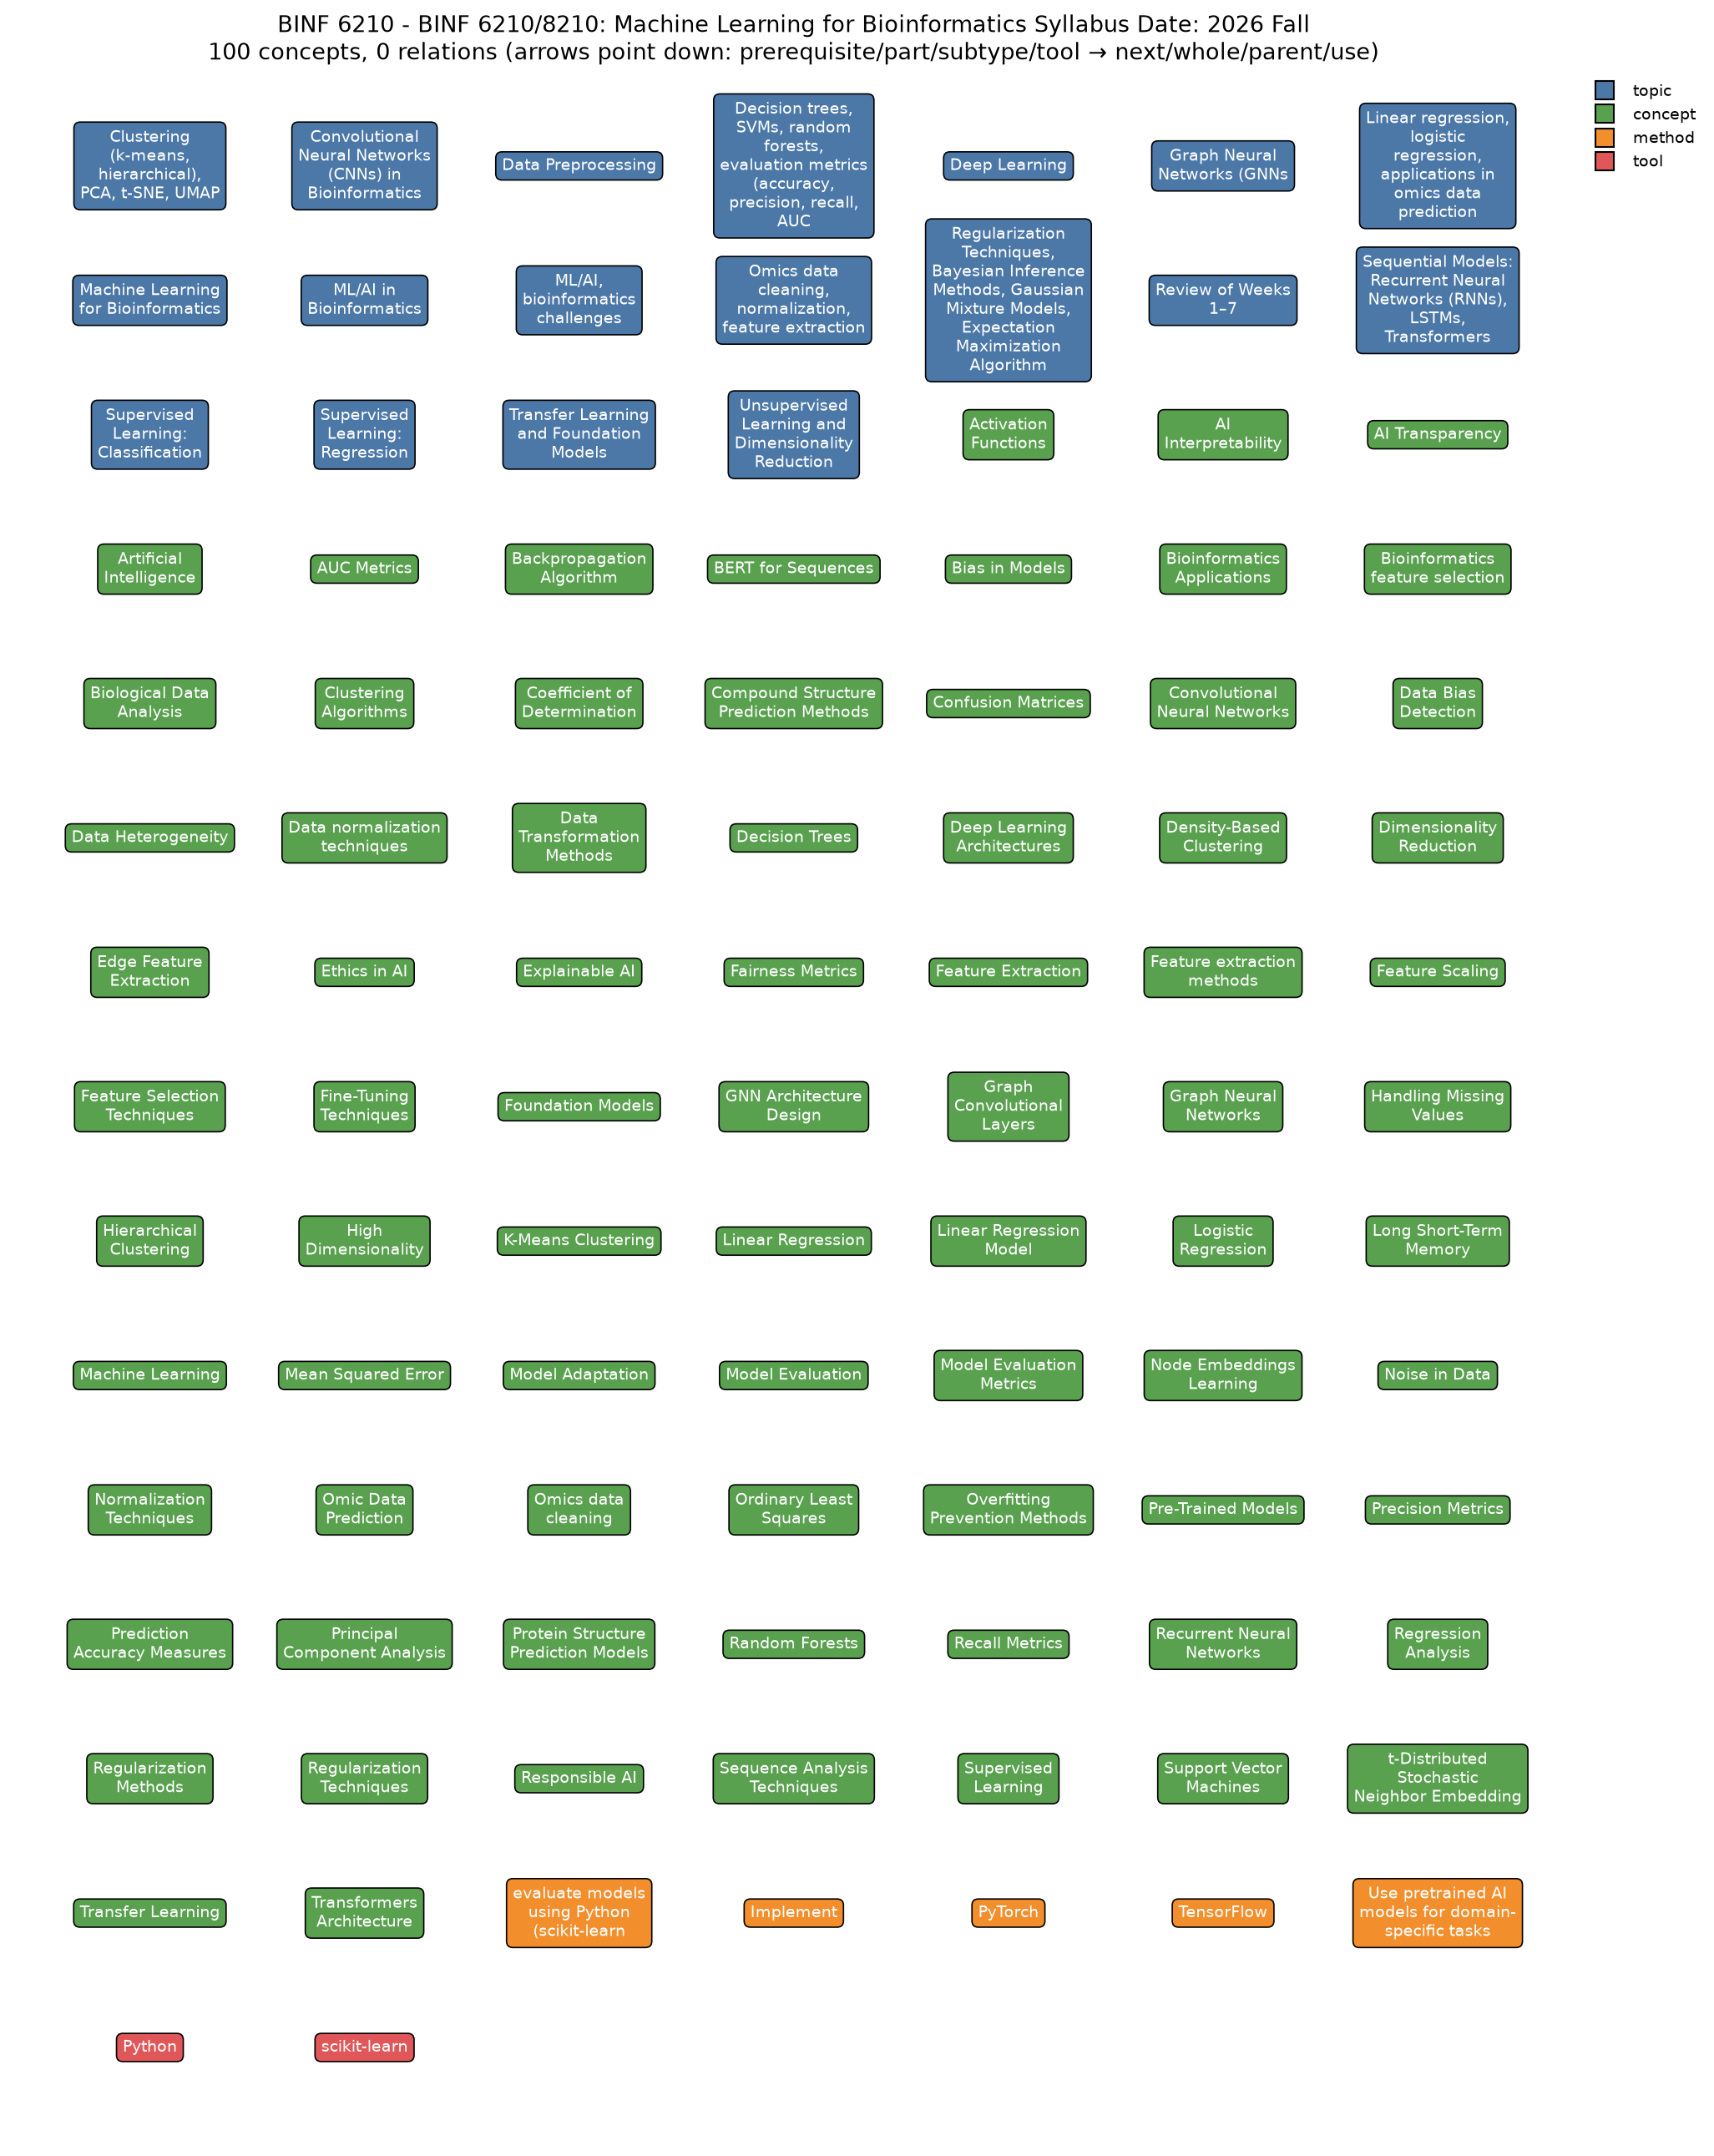 BINF 6210 - BINF 6210/8210: Machine Learning for Bioinformatics Syllabus Date: 2026 Fall
100 concepts, 0 relations (arrows point down: prerequisite/part/subtype/tool → next/whole/parent/use)
topic
concept
method
tool
Clustering
(k-means,
hierarchical),
PCA, t-SNE, UMAP
Convolutional
Neural Networks
(CNNs) in
Bioinformatics
Data Preprocessing
Decision trees,
SVMs, random
forests,
evaluation metrics
(accuracy,
precision, recall,
AUC
Deep Learning
Graph Neural
Networks (GNNs
Linear regression,
logistic
regression,
applications in
omics data
prediction
Machine Learning
for Bioinformatics
ML/AI in
Bioinformatics
ML/AI,
bioinformatics
challenges
Omics data
cleaning,
normalization,
feature extraction
Regularization
Techniques,
Bayesian Inference
Methods, Gaussian
Mixture Models,
Expectation
Maximization
Algorithm
Review of Weeks
1–7
Sequential Models:
Recurrent Neural
Networks (RNNs),
LSTMs,
Transformers
Supervised
Learning:
Classification
Supervised
Learning:
Regression
Transfer Learning
and Foundation
Models
Unsupervised
Learning and
Dimensionality
Reduction
Activation
Functions
AI
Interpretability
AI Transparency
Artificial
Intelligence
AUC Metrics
Backpropagation
Algorithm
BERT for Sequences
Bias in Models
Bioinformatics
Applications
Bioinformatics
feature selection
Biological Data
Analysis
Clustering
Algorithms
Coefficient of
Determination
Compound Structure
Prediction Methods
Confusion Matrices
Convolutional
Neural Networks
Data Bias
Detection
Data Heterogeneity
Data normalization
techniques
Data
Transformation
Methods
Decision Trees
Deep Learning
Architectures
Density-Based
Clustering
Dimensionality
Reduction
Edge Feature
Extraction
Ethics in AI
Explainable AI
Fairness Metrics
Feature Extraction
Feature extraction
methods
Feature Scaling
Feature Selection
Techniques
Fine-Tuning
Techniques
Foundation Models
GNN Architecture
Design
Graph
Convolutional
Layers
Graph Neural
Networks
Handling Missing
Values
Hierarchical
Clustering
High
Dimensionality
K-Means Clustering
Linear Regression
Linear Regression
Model
Logistic
Regression
Long Short-Term
Memory
Machine Learning
Mean Squared Error
Model Adaptation
Model Evaluation
Model Evaluation
Metrics
Node Embeddings
Learning
Noise in Data
Normalization
Techniques
Omic Data
Prediction
Omics data
cleaning
Ordinary Least
Squares
Overfitting
Prevention Methods
Pre-Trained Models
Precision Metrics
Prediction
Accuracy Measures
Principal
Component Analysis
Protein Structure
Prediction Models
Random Forests
Recall Metrics
Recurrent Neural
Networks
Regression
Analysis
Regularization
Methods
Regularization
Techniques
Responsible AI
Sequence Analysis
Techniques
Supervised
Learning
Support Vector
Machines
t-Distributed
Stochastic
Neighbor Embedding
Transfer Learning
Transformers
Architecture
evaluate models
using Python
(scikit-learn
Implement
PyTorch
TensorFlow
Use pretrained AI
models for domain-
specific tasks
Python
scikit-learn